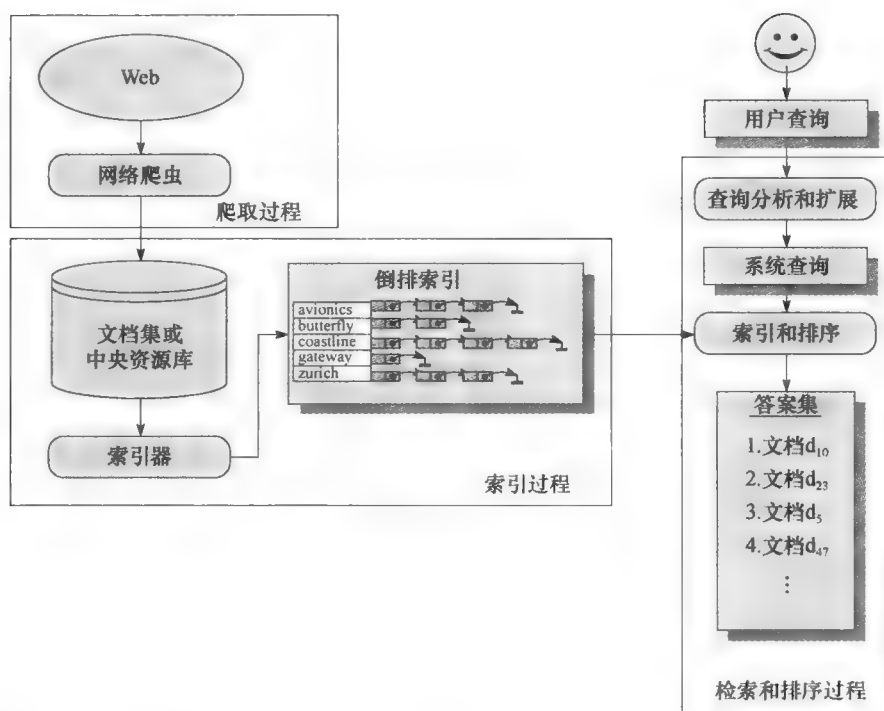 Web
网络爬虫
爬取过程
文档集或
中央资源库
索引器
倒排索引
avionics
butterfly
coastline
gateway
zurich
索引过程
用户查询
查询分析和扩展
系统查询
索引和排序
答案集
1.文档d₁₀
2.文档d₂₃
3.文档d₅
4.文档d₄₇
⋮
检索和排序过程